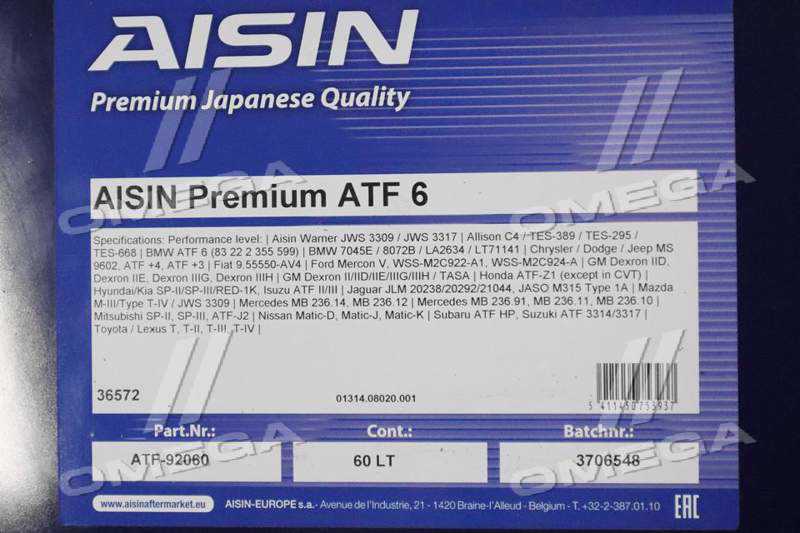 AISIN
Premium Japanese Quality
AISIN Premium ATF 6
Specifications: Performance level: | Aisin Warner JWS 3309 / JWS 3317 | Allison C4 / TES-389 / TES-295 /
TES-668 | BMW ATF 6 (83 22 2 355 599) | BMW 7045E / 8072B / LA2634 / LT71141 | Chrysler / Dodge / Jeep MS
9602, ATF +4, ATF +3 | Fiat 9.55550-AV4 | Ford Mercon V, WSS-M2C922-A1, WSS-M2C924-A | GM Dexron IID,
Dexron IIE, Dexron IIIG, Dexron IIIH | GM Dexron II/IID/IIE/IIIG/IIIH / TASA | Honda ATF-Z1 (except in CVT) |
Hyundai/Kia SP-II/SP-III/RED-1K, Isuzu ATF II/III | Jaguar JLM 20238/20292/21044, JASO M315 Type 1A | Mazda
M-III/Type T-IV / JWS 3309 | Mercedes MB 236.14, MB 236.12 | Mercedes MB 236.91, MB 236.11, MB 236.10 |
Mitsubishi SP-II, SP-III, ATF-J2 | Nissan Matic-D, Matic-J, Matic-K | Subaru ATF HP, Suzuki ATF 3314/3317 |
Toyota / Lexus T, T-II, T-III, T-IV |
36572
01314.08020.001
5 411450 753937
Part.Nr.:
Cont.:
Batchnr.:
ATF-92060
60 LT
3706548
www.aisinaftermarket.eu
AISIN-EUROPE s.a.- Avenue de l'Industrie, 21 - 1420 Braine-l'Alleud - Belgium - T. +32-2-387.01.10
EAC
OMEGA
OMEGA
OMEGA
OMEGA